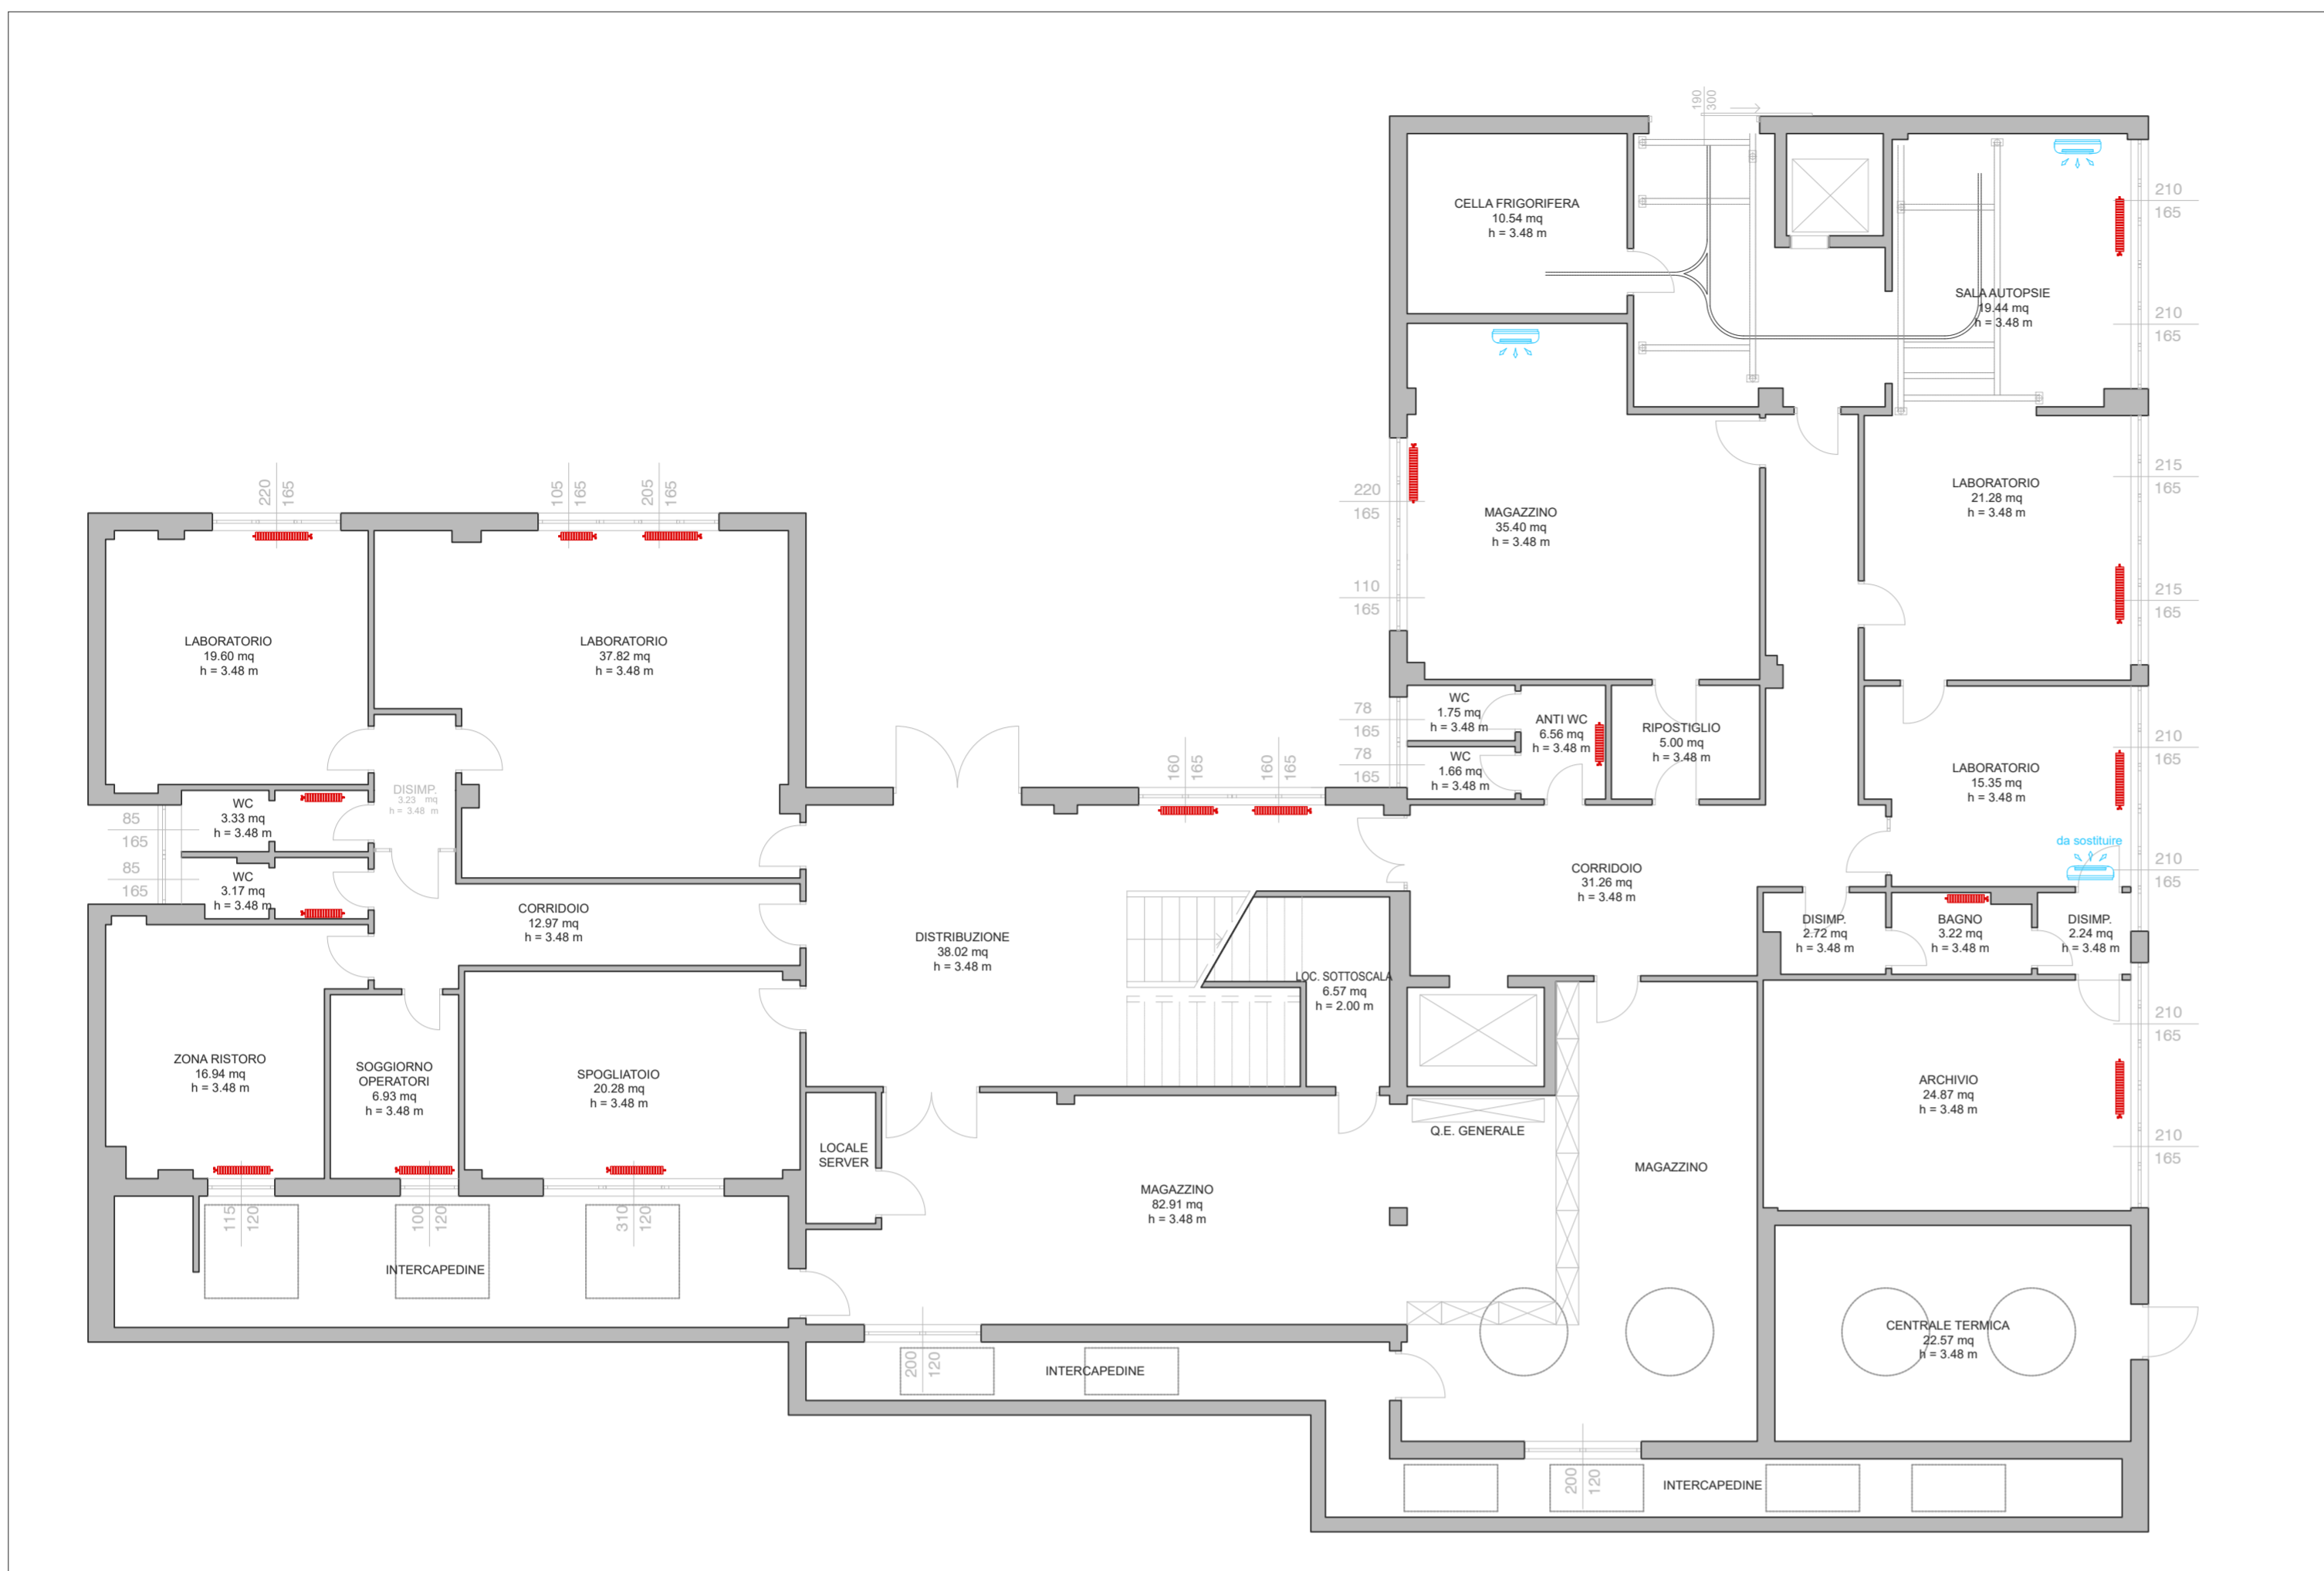 190
300
CELLA FRIGORIFERA
10.54 mq
h = 3.48 m
210
165
SALA AUTOPSIE
19.44 mq
h = 3.48 m
210
165
220
165
105
165
205
165
220
165
MAGAZZINO
35.40 mq
h = 3.48 m
LABORATORIO
21.28 mq
h = 3.48 m
215
165
110
165
215
165
LABORATORIO
19.60 mq
h = 3.48 m
LABORATORIO
37.82 mq
h = 3.48 m
78
165
WC
1.75 mq
h = 3.48 m
ANTI WC
6.56 mq
h = 3.48 m
RIPOSTIGLIO
5.00 mq
h = 3.48 m
78
165
WC
1.66 mq
h = 3.48 m
LABORATORIO
15.35 mq
h = 3.48 m
210
165
160
165
160
165
DISIMP.
3.23 mq
h = 3.48 m
85
165
WC
3.33 mq
h = 3.48 m
85
165
WC
3.17 mq
h = 3.48 m
da sostituire
210
165
CORRIDOIO
12.97 mq
h = 3.48 m
CORRIDOIO
31.26 mq
h = 3.48 m
DISTRIBUZIONE
38.02 mq
h = 3.48 m
DISIMP.
2.72 mq
h = 3.48 m
BAGNO
3.22 mq
h = 3.48 m
DISIMP.
2.24 mq
h = 3.48 m
LOC. SOTTOSCALA
6.57 mq
h = 2.00 m
210
165
ZONA RISTORO
16.94 mq
h = 3.48 m
SOGGIORNO
OPERATORI
6.93 mq
h = 3.48 m
SPOGLIATOIO
20.28 mq
h = 3.48 m
ARCHIVIO
24.87 mq
h = 3.48 m
210
165
LOCALE
SERVER
Q.E. GENERALE
MAGAZZINO
MAGAZZINO
82.91 mq
h = 3.48 m
115
120
100
120
310
120
INTERCAPEDINE
CENTRALE TERMICA
22.57 mq
h = 3.48 m
200
120
INTERCAPEDINE
200
120
INTERCAPEDINE